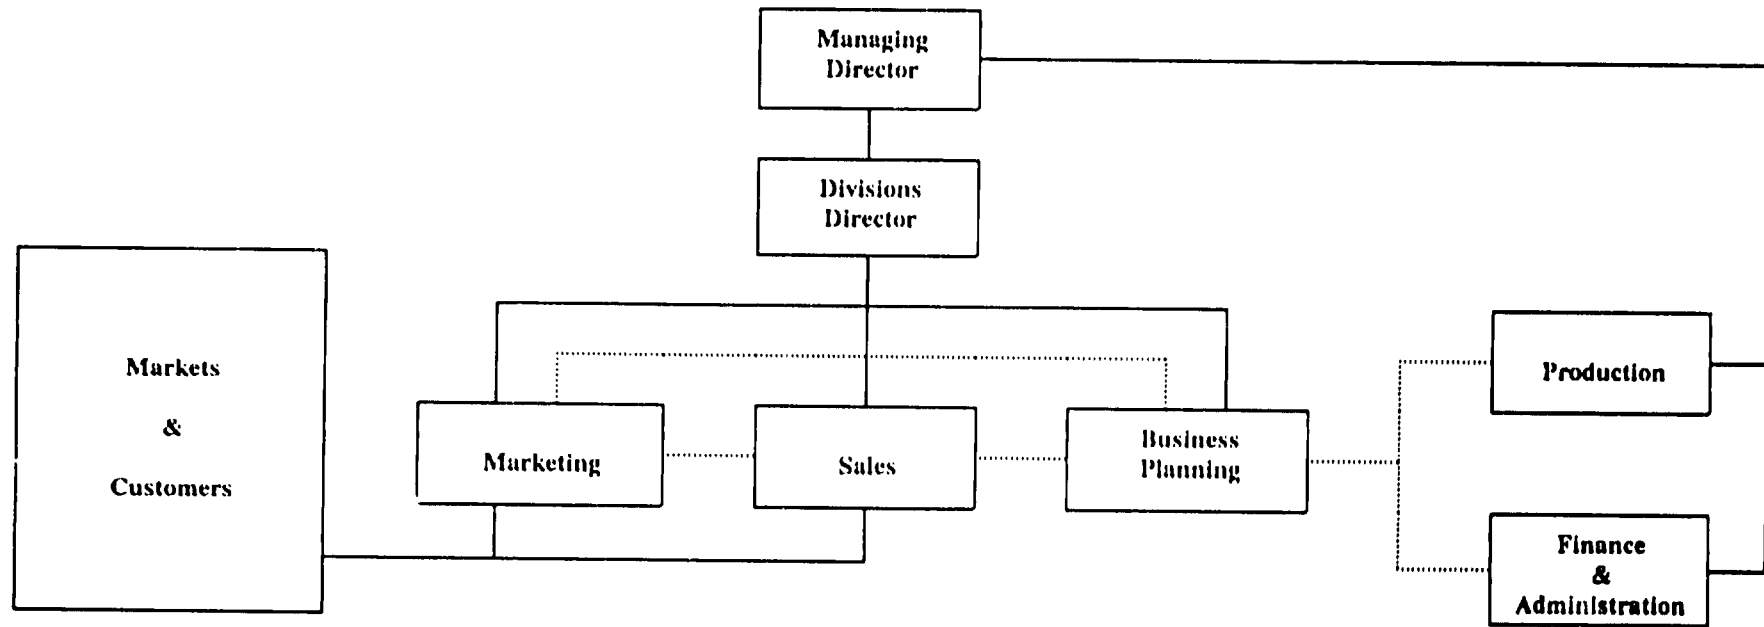 Managing
Director
Divisions
Director
Markets
&
Customers
Marketing
Sales
Business
Planning
Production
Finance
&
Administration